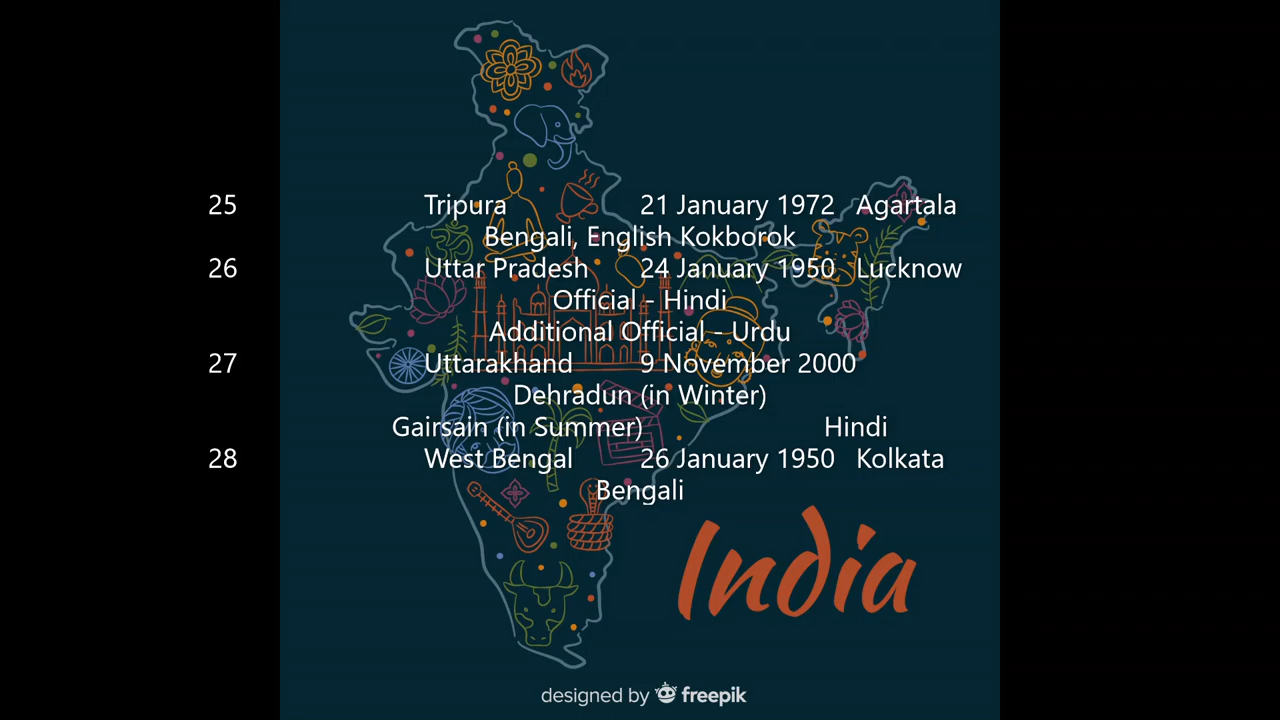 25 Tripura 21 January 1972 Agartala
Bengali, English Kokborok
26 Uttar Pradesh 24 January 1950 Lucknow
Official - Hindi
Additional Official - Urdu
27 Uttarakhand 9 November 2000
Dehradun (in Winter)
Gairsain (in Summer) Hindi
28 West Bengal 26 January 1950 Kolkata
Bengali
India
designed by freepik